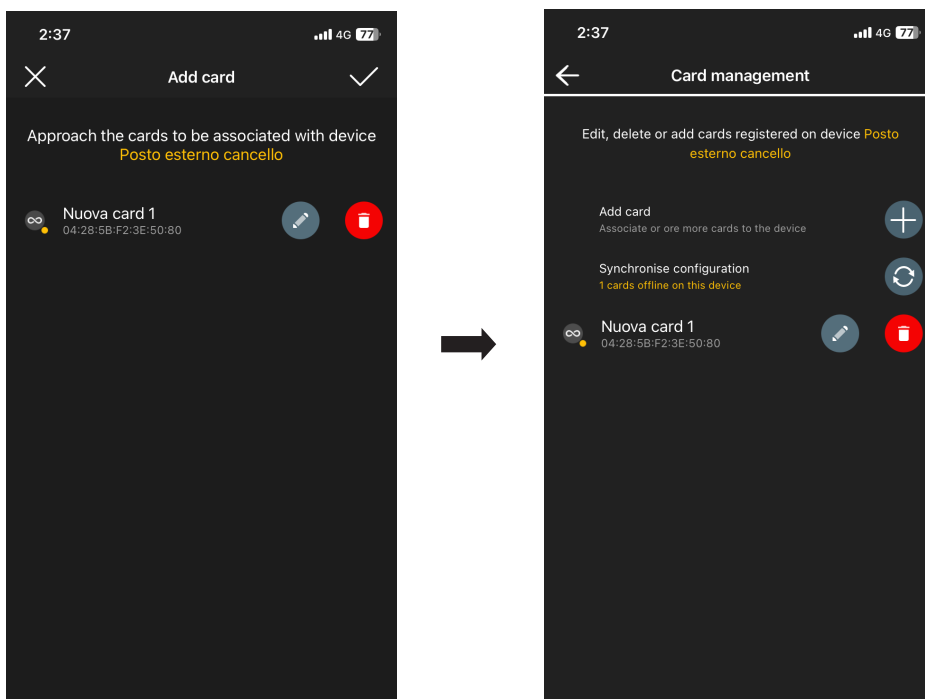 2:37
4G 77
Add card
Approach the cards to be associated with device
Posto esterno cancello
Nuova card 1
04:28:5B:F2:3E:50:80
2:37
4G 77
Card management
Edit, delete or add cards registered on device Posto
esterno cancello
Add card
Associate or ore more cards to the device
Synchronise configuration
1 cards offline on this device
Nuova card 1
04:28:5B:F2:3E:50:80